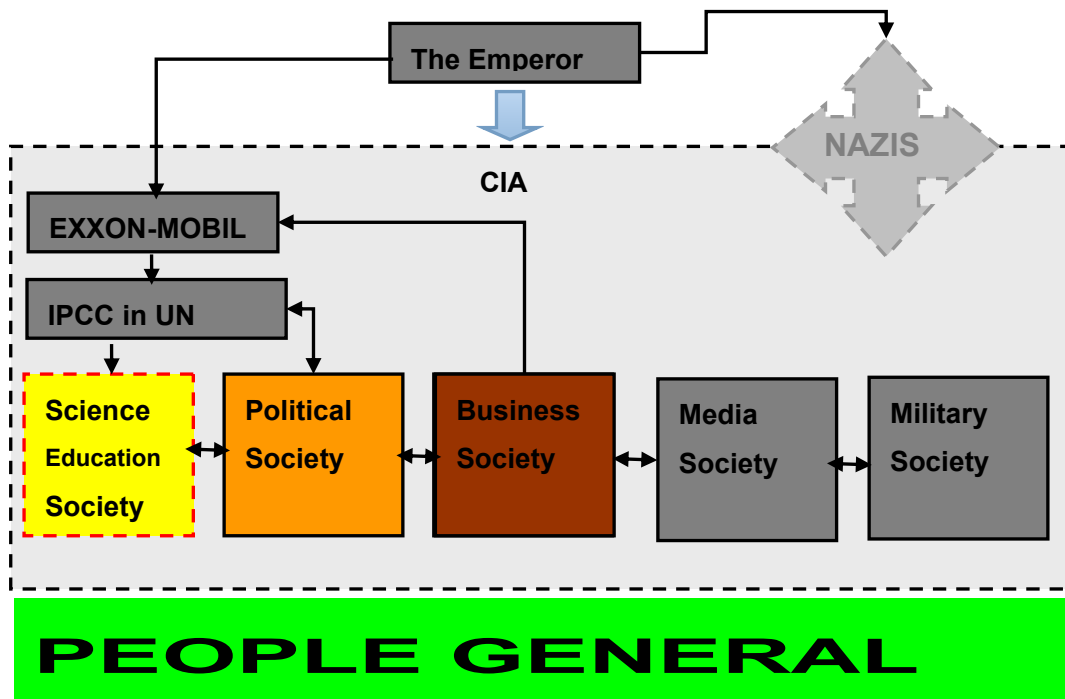 The Emperor
NAZIS
CIA
EXXON-MOBIL
IPCC in UN
Science
Education
Society
Political
Society
Business
Society
Media
Society
Military
Society
PEOPLE GENERAL